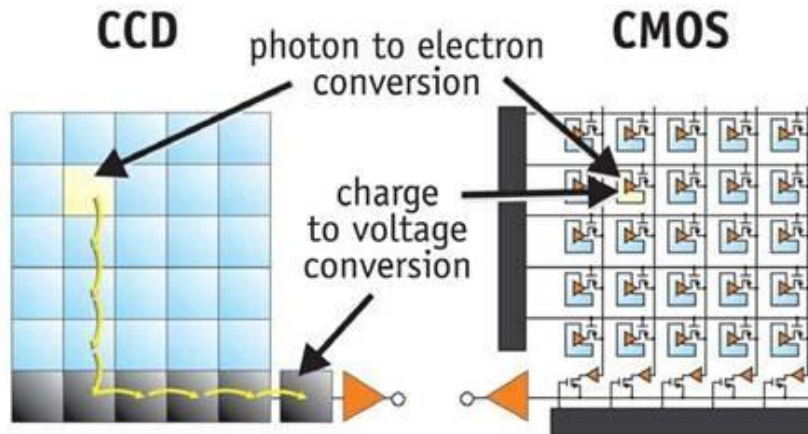 CCD
CMOS
photon to electron
conversion
charge
to voltage
conversion